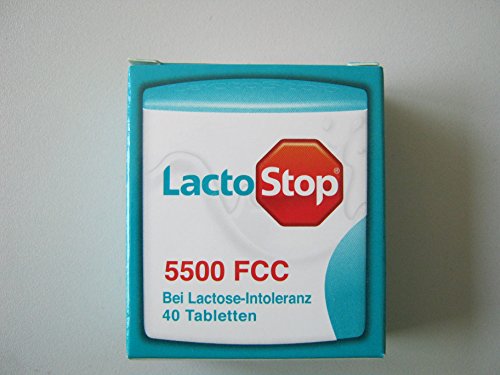 LactoStop®
5500 FCC
Bei Lactose-Intoleranz
40 Tabletten